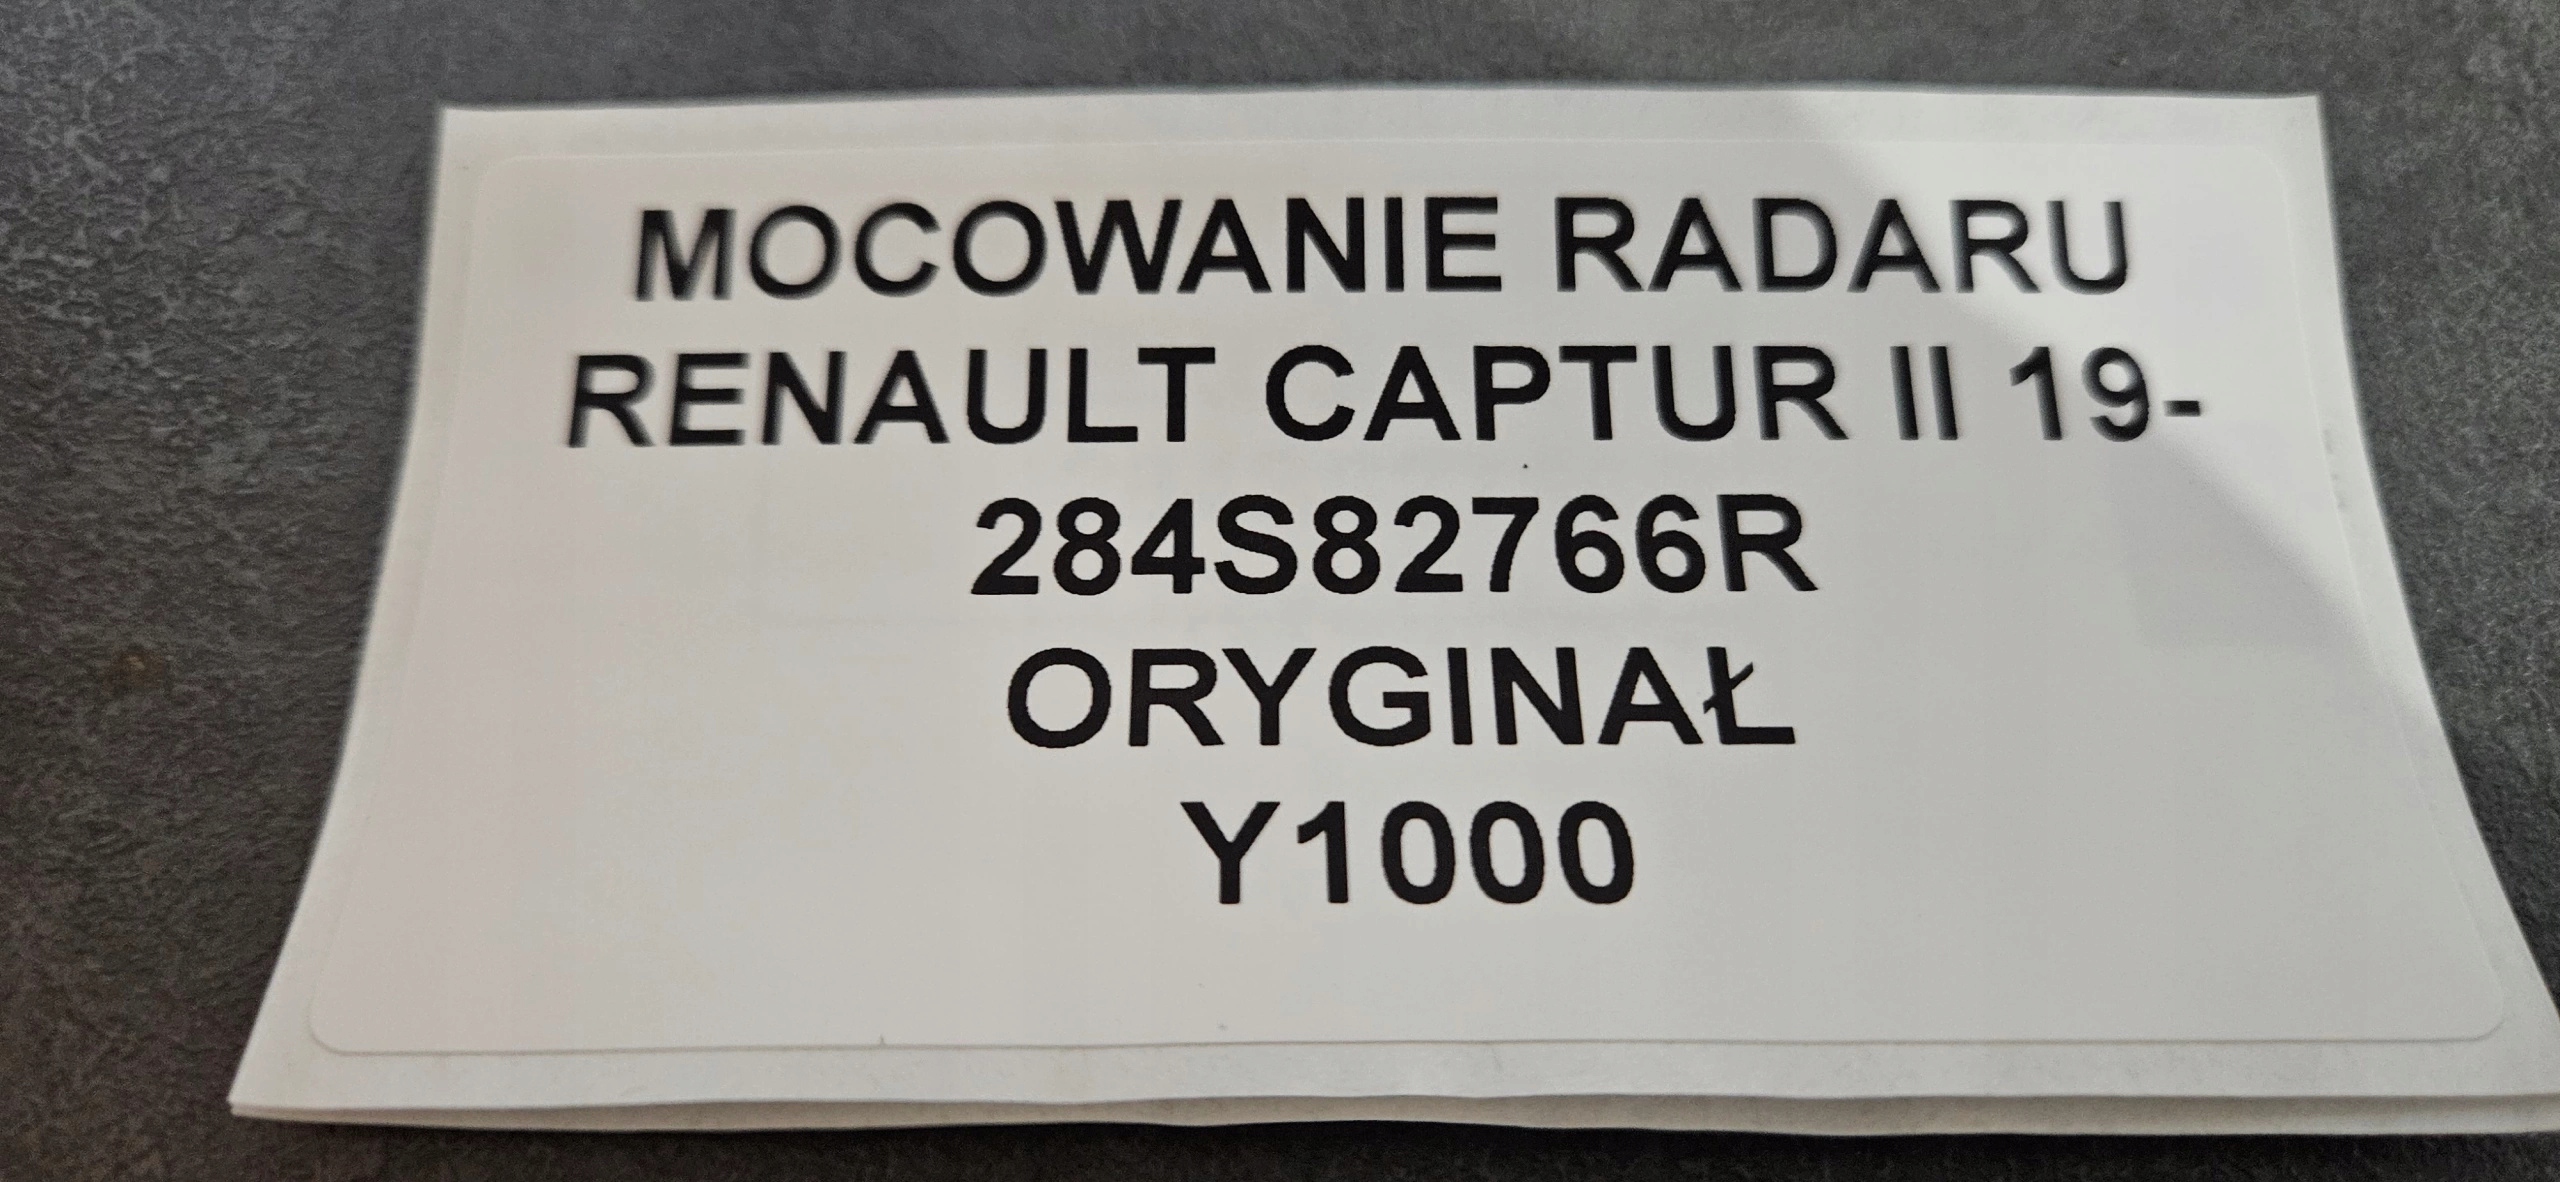 MOCOWANIE RADARU
RENAULT CAPTUR II 19-
284S82766R
ORYGINAŁ
Y1000